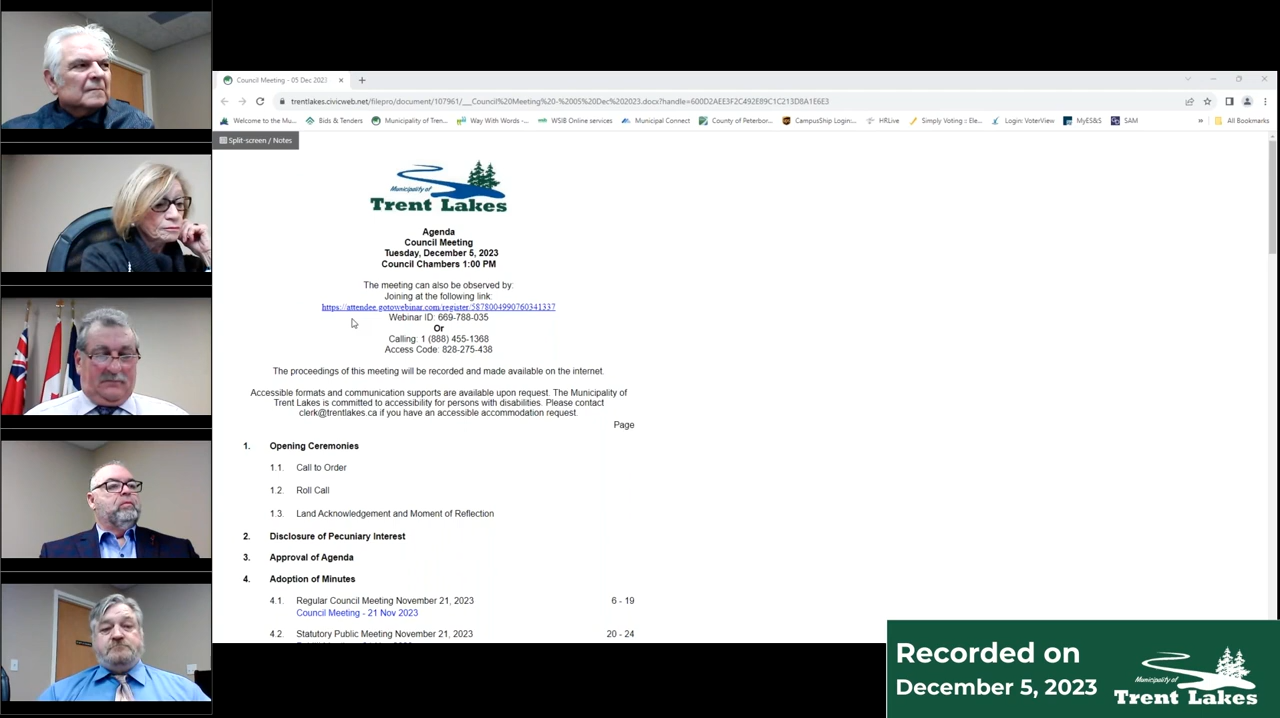 Council Meeting - 05 Dec 2023
trentlakes.civicweb.net/filepro/document/107961/__Council%20Meeting%20-%2005%20Dec%202023.docx?handle=600D2AEE3F2C492E89C1C213D8A1E6E3
Welcome to the Mu... Bids & Tenders Municipality of Tren... Way With Words -... WSIB Online services Municipal Connect County of Peterbor... CampusShip Login:... HRLive Simply Voting : Ele... Login: VoterView MyES&S SAM » All Bookmarks
Split-screen / Notes
Municipality of
Trent Lakes
Agenda
Council Meeting
Tuesday, December 5, 2023
Council Chambers 1:00 PM
The meeting can also be observed by:
Joining at the following link:
https://attendee.gotowebinar.com/register/5878004990760341337
Webinar ID: 669-788-035
Or
Calling: 1 (888) 455-1368
Access Code: 828-275-438
The proceedings of this meeting will be recorded and made available on the internet.
Accessible formats and communication supports are available upon request. The Municipality of
Trent Lakes is committed to accessibility for persons with disabilities. Please contact
clerk@trentlakes.ca if you have an accessible accommodation request.
Page
1. Opening Ceremonies
1.1. Call to Order
1.2. Roll Call
1.3. Land Acknowledgement and Moment of Reflection
2. Disclosure of Pecuniary Interest
3. Approval of Agenda
4. Adoption of Minutes
4.1. Regular Council Meeting November 21, 2023 6 - 19
Council Meeting - 21 Nov 2023
4.2. Statutory Public Meeting November 21, 2023 20 - 24
Recorded on
December 5, 2023
Municipality of
Trent Lakes